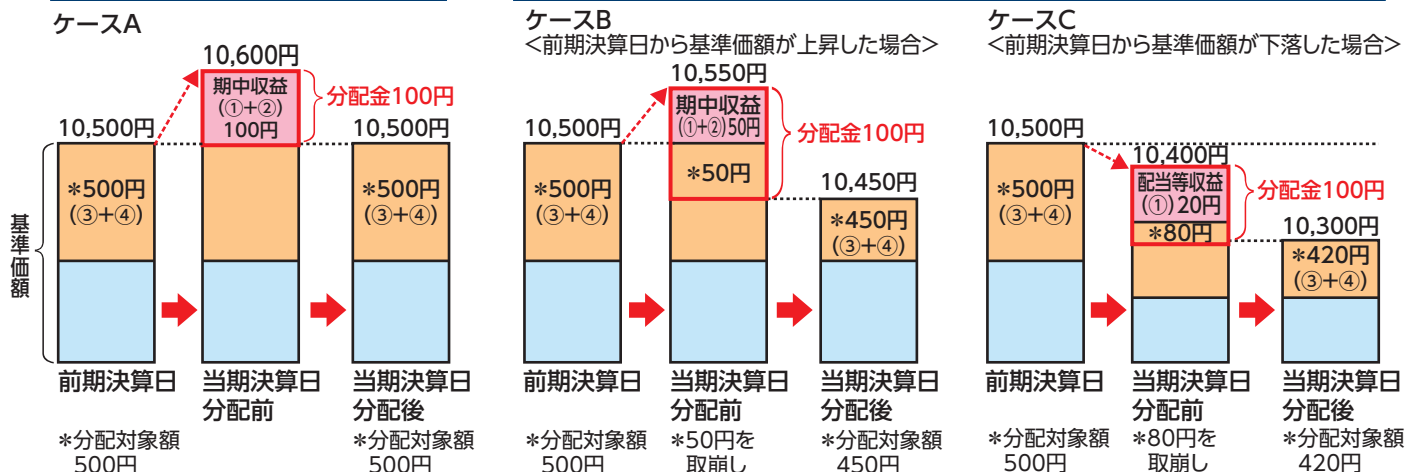 ケースA
10,600円
期中収益
(①+②)
100円
分配金100円
10,500円
10,500円
*500円
(③+④)
*500円
(③+④)
基準価額
前期決算日
当期決算日
分配前
当期決算日
分配後
*分配対象額
500円
*分配対象額
500円
ケースB
<前期決算日から基準価額が上昇した場合>
10,550円
期中収益
(①+②)50円
分配金100円
10,500円
*500円
(③+④)
*50円
10,450円
*450円
(③+④)
前期決算日
当期決算日
分配前
当期決算日
分配後
*分配対象額
500円
*50円を
取崩し
*分配対象額
450円
ケースC
<前期決算日から基準価額が下落した場合>
10,500円
10,400円
*500円
(③+④)
配当等収益
(①)20円
分配金100円
*80円
10,300円
*420円
(③+④)
前期決算日
当期決算日
分配前
当期決算日
分配後
*分配対象額
500円
*80円を
取崩し
*分配対象額
420円